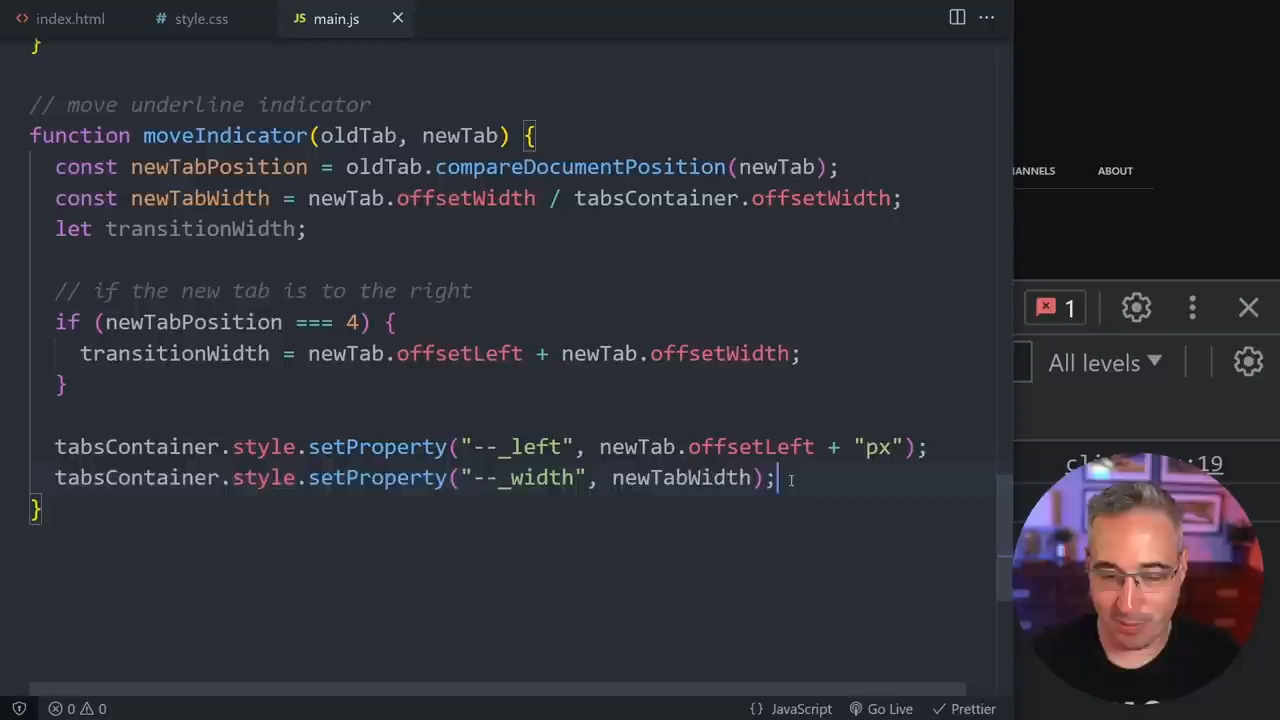 <> index.html # style.css JS main.js ×
}
// move underline indicator
function moveIndicator(oldTab, newTab) {
const newTabPosition = oldTab.compareDocumentPosition(newTab);
const newTabWidth = newTab.offsetWidth / tabsContainer.offsetWidth;
let transitionWidth;
// if the new tab is to the right
if (newTabPosition === 4) {
transitionWidth = newTab.offsetLeft + newTab.offsetWidth;
}
tabsContainer.style.setProperty("--_left", newTab.offsetLeft + "px");
tabsContainer.style.setProperty("--_width", newTabWidth);
}
0 0
{} JavaScript Go Live Prettier
ABOUT
1
All levels
:19